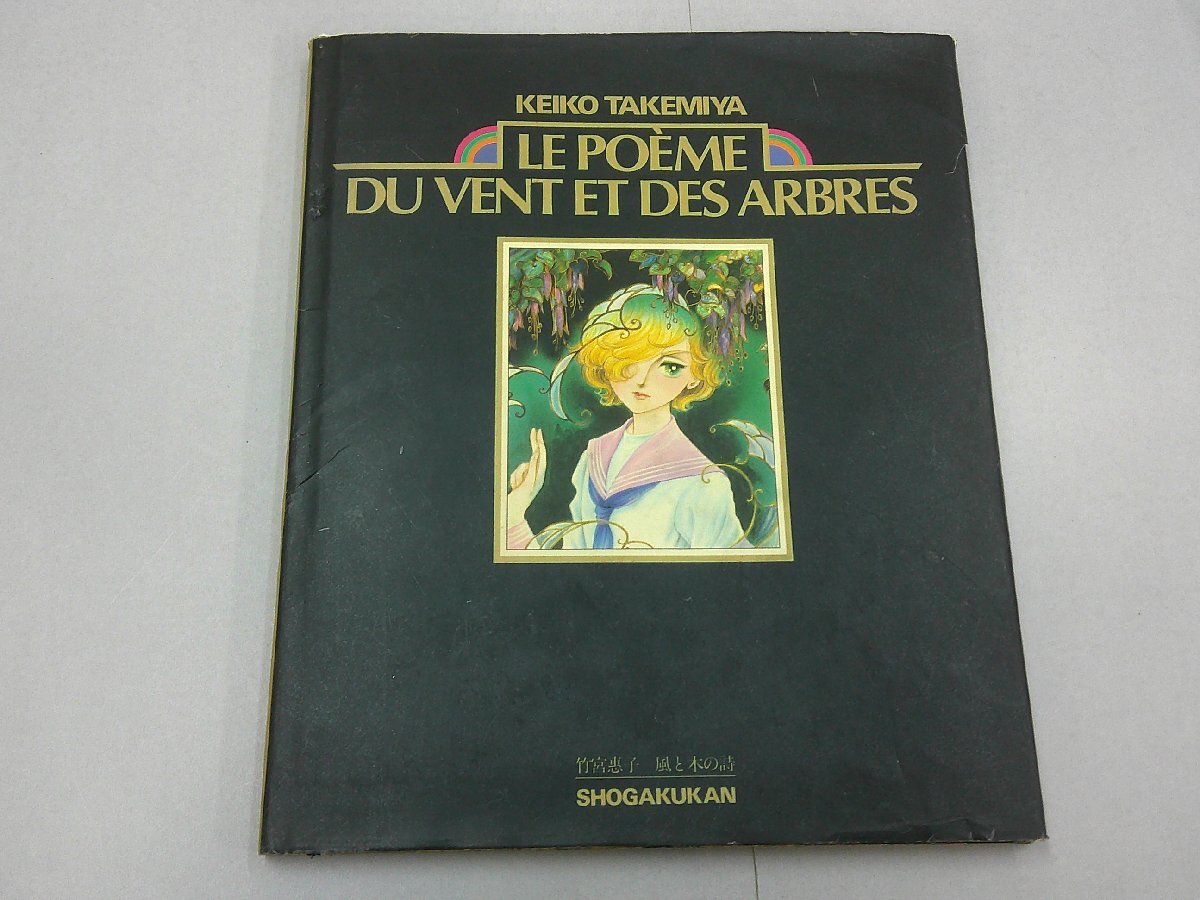 KEIKO TAKEMIYA
LE POÈME
DU VENT ET DES ARBRES
竹宮惠子 風と木の詩
SHOGAKUKAN